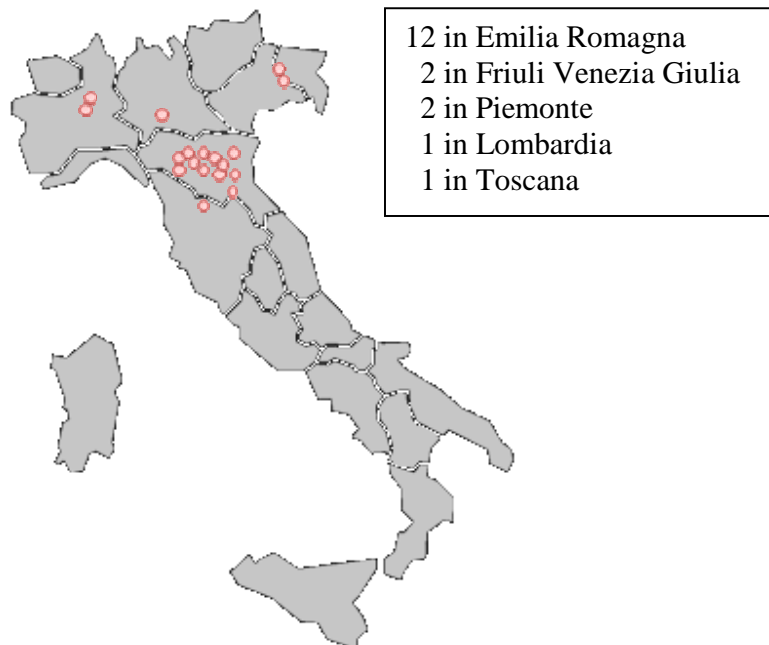 12 in Emilia Romagna
2 in Friuli Venezia Giulia
2 in Piemonte
1 in Lombardia
1 in Toscana